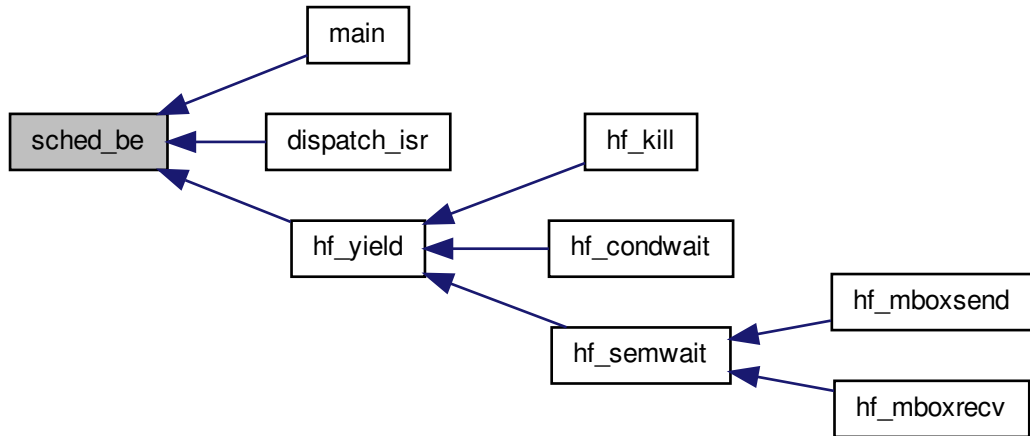 main
sched_be
dispatch_isr
hf_kill
hf_yield
hf_condwait
hf_mboxsend
hf_semwait
hf_mboxrecv